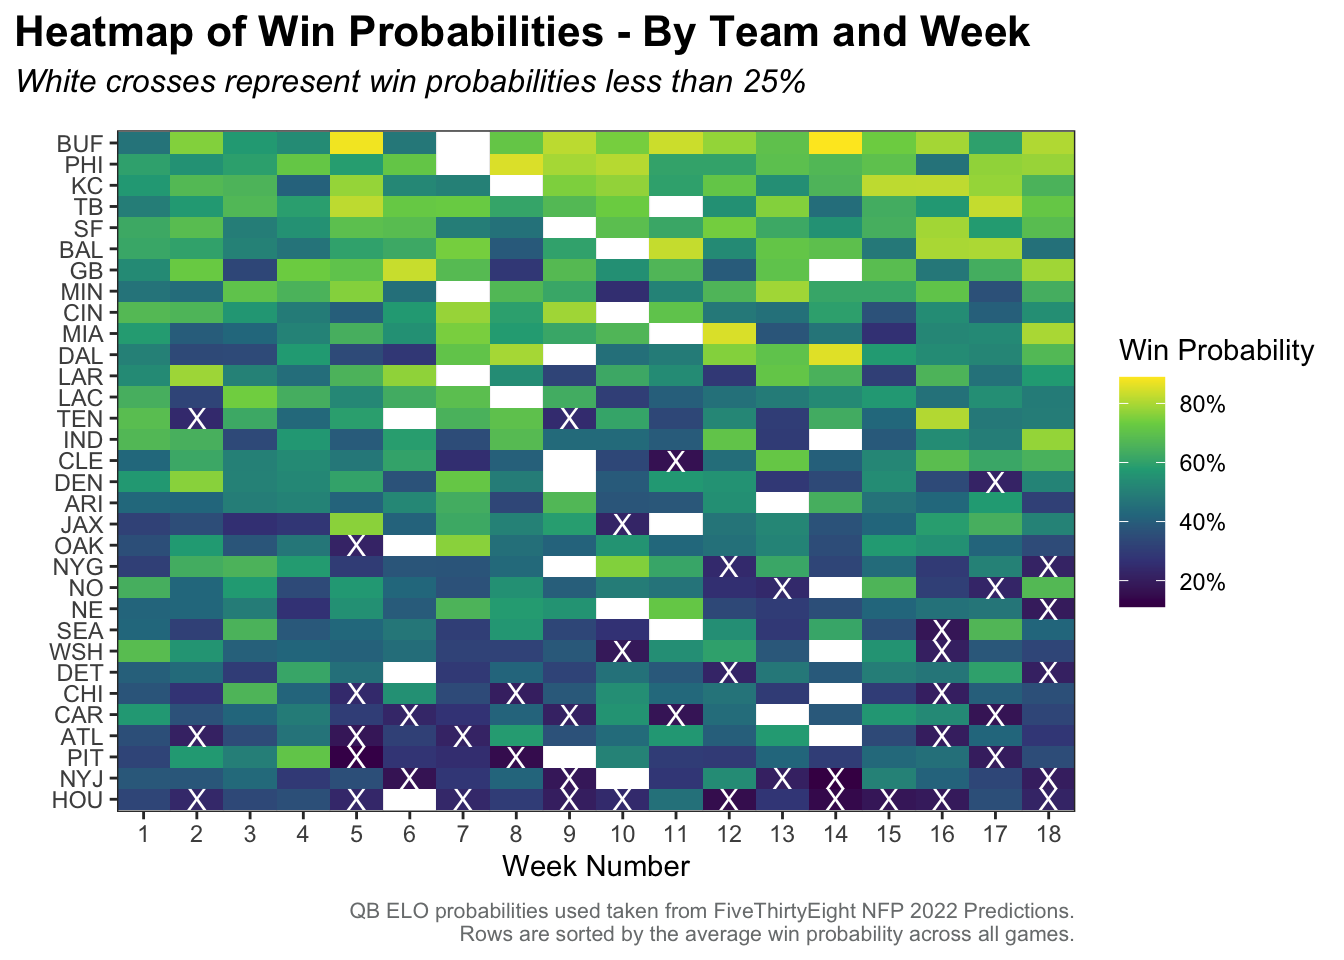 Heatmap of Win Probabilities - By Team and Week
White crosses represent win probabilities less than 25%
BUF
PHI
KC
TB
SF
BAL
GB
MIN
CIN
MIA
DAL
LAR
LAC
TEN X X
IND
CLE X
DEN X
ARI
JAX X
OAK X
NYG X X
NO X X
NE X
SEA X
WSH X X
DET X X
CHI X X X
CAR X X X X
ATL X X X X
PIT X X X
NYJ X X X X X
HOU X X X X X X X X X X
1 2 3 4 5 6 7 8 9 10 11 12 13 14 15 16 17 18
Week Number
Win Probability
80%
60%
40%
20%
QB ELO probabilities used taken from FiveThirtyEight NFP 2022 Predictions.
Rows are sorted by the average win probability across all games.